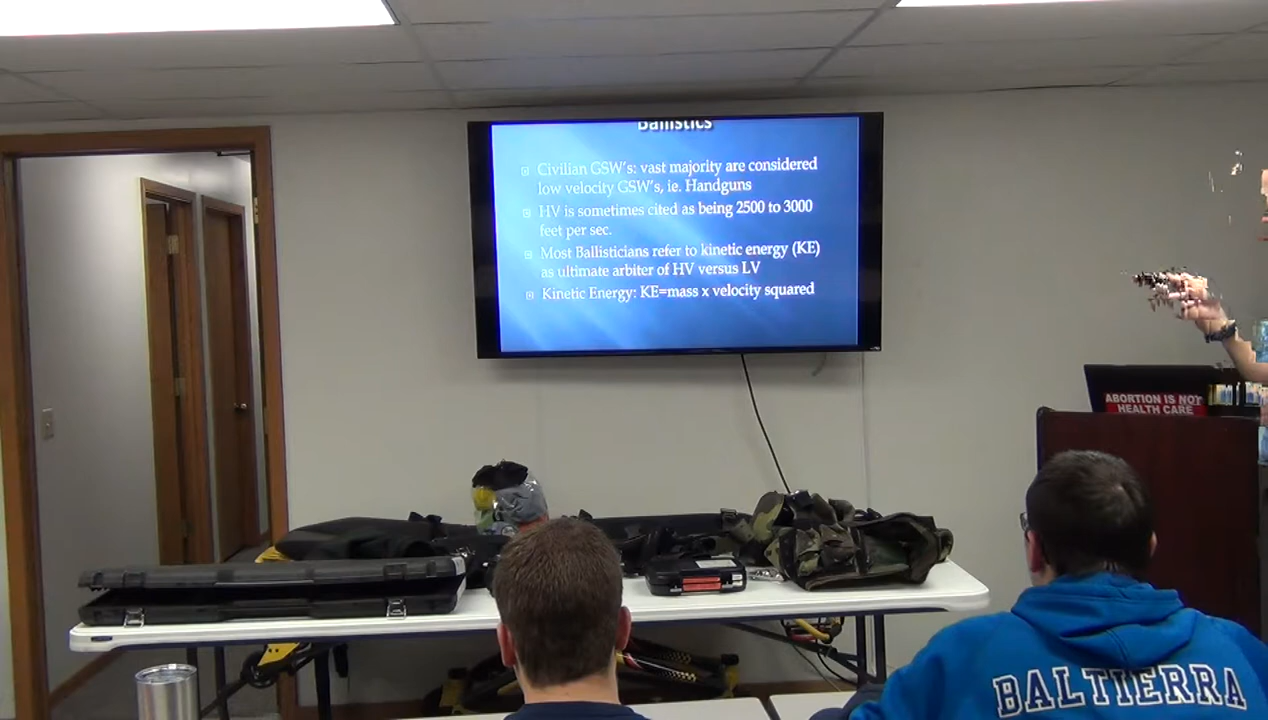 Ballistics
Civilian GSW's: vast majority are considered
low velocity GSW's, ie. Handguns
HV is sometimes cited as being 2500 to 3000
feet per sec.
Most Ballisticians refer to kinetic energy (KE)
as ultimate arbiter of HV versus LV
Kinetic Energy: KE=mass x velocity squared
ABORTION IS NOT
HEALTH CARE
BALTIERRA